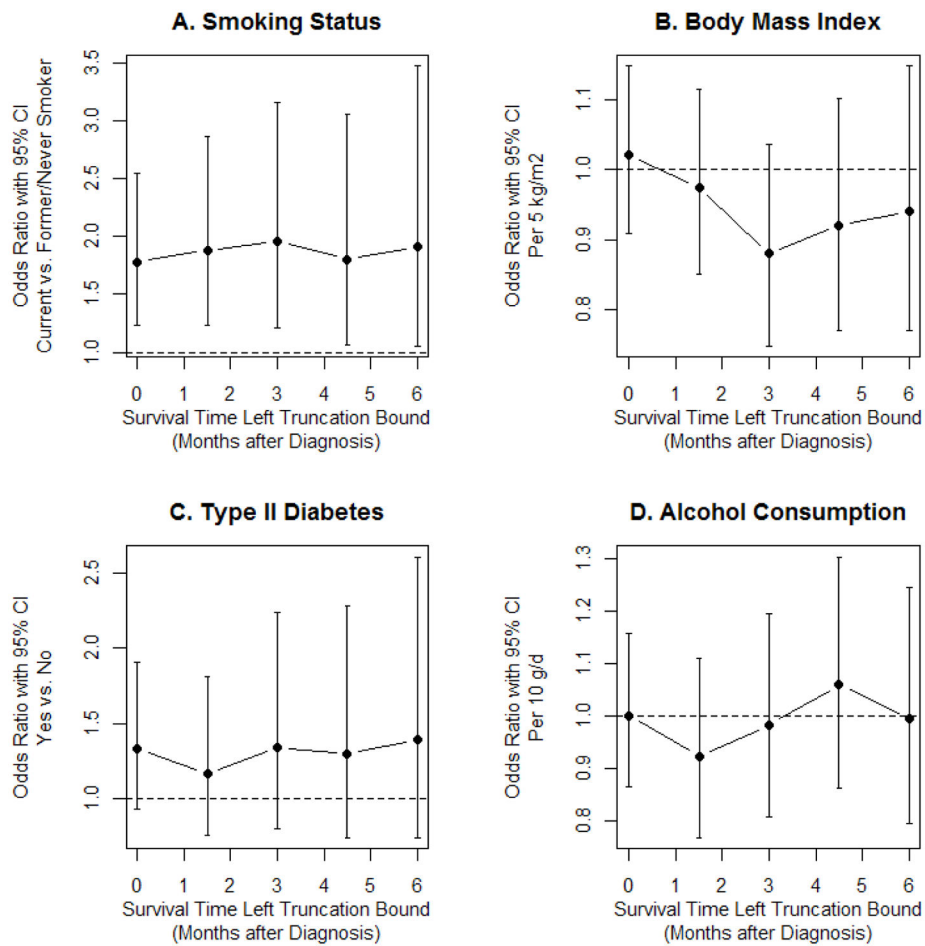 A. Smoking Status
Odds Ratio with 95% CI
Current vs. Former/Never Smoker
3.5
3.0
2.5
2.0
1.5
1.0
0 1 2 3 4 5 6
Survival Time Left Truncation Bound
(Months after Diagnosis)
B. Body Mass Index
Odds Ratio with 95% CI
Per 5 kg/m2
1.1
1.0
0.9
0.8
0 1 2 3 4 5 6
Survival Time Left Truncation Bound
(Months after Diagnosis)
C. Type II Diabetes
Odds Ratio with 95% CI
Yes vs. No
2.5
2.0
1.5
1.0
0 1 2 3 4 5 6
Survival Time Left Truncation Bound
(Months after Diagnosis)
D. Alcohol Consumption
Odds Ratio with 95% CI
Per 10 g/d
1.3
1.2
1.1
1.0
0.9
0.8
0 1 2 3 4 5 6
Survival Time Left Truncation Bound
(Months after Diagnosis)